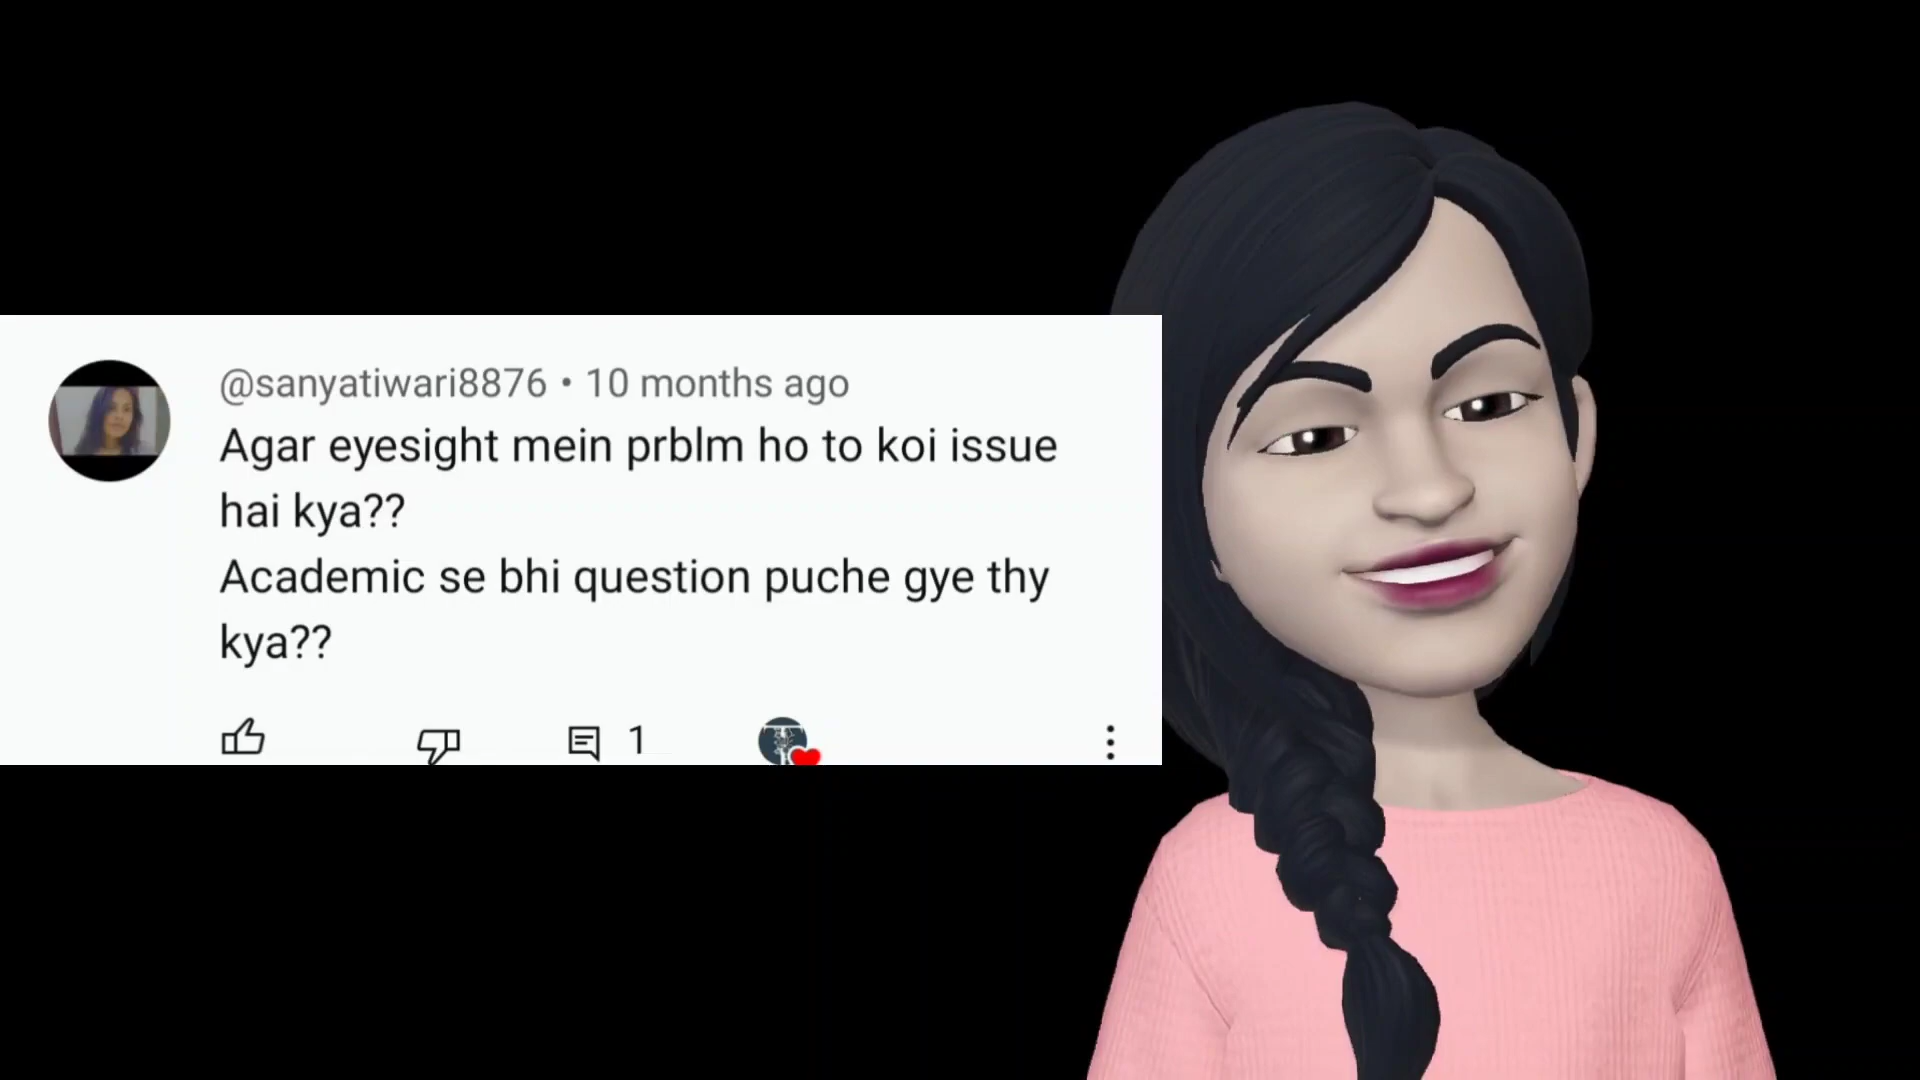 @sanyatiwari8876 • 10 months ago
Agar eyesight mein prblm ho to koi issue
hai kya??
Academic se bhi question puche gye thy
kya??
1